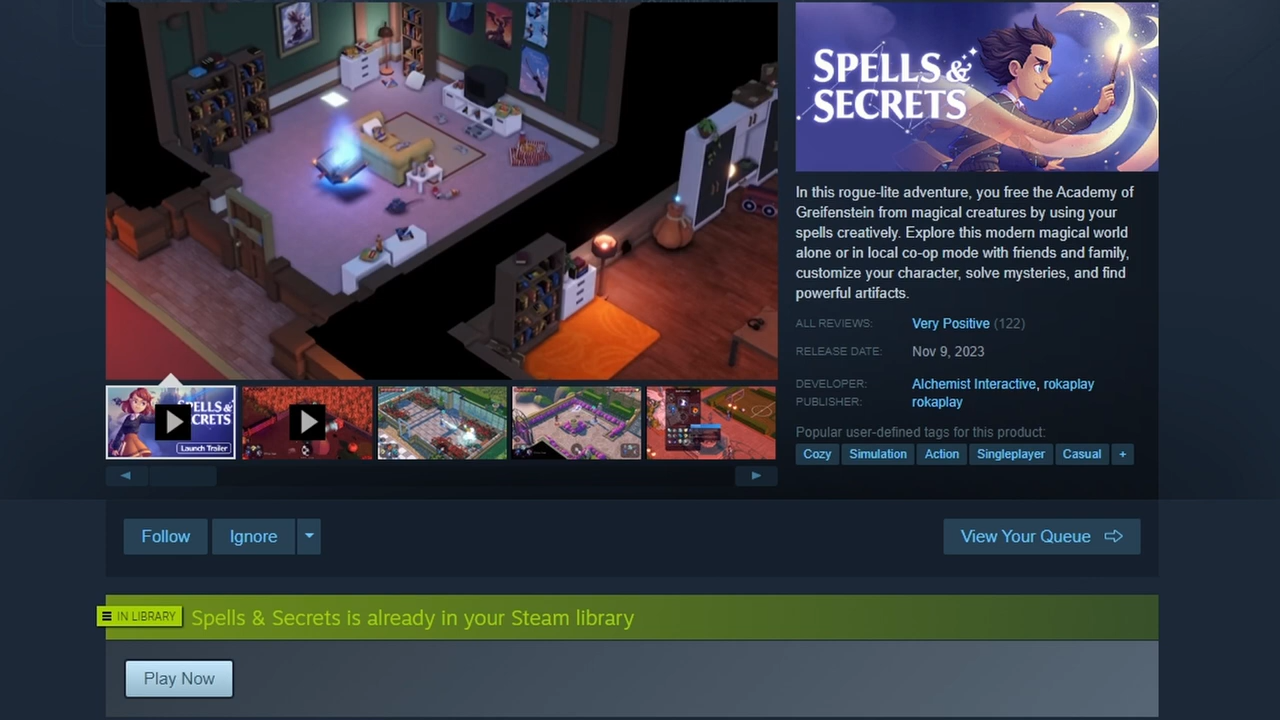 SPELLS &
SECRETS
In this rogue-lite adventure, you free the Academy of
Greifenstein from magical creatures by using your
spells creatively. Explore this modern magical world
alone or in local co-op mode with friends and family,
customize your character, solve mysteries, and find
powerful artifacts.
ALL REVIEWS: Very Positive (122)
RELEASE DATE: Nov 9, 2023
DEVELOPER: Alchemist Interactive, rokaplay
PUBLISHER: rokaplay
Popular user-defined tags for this product:
Cozy Simulation Action Singleplayer Casual +
SPELLS &
SECRETS
Launch Trailer
Follow Ignore View Your Queue
IN LIBRARY Spells & Secrets is already in your Steam library
Play Now